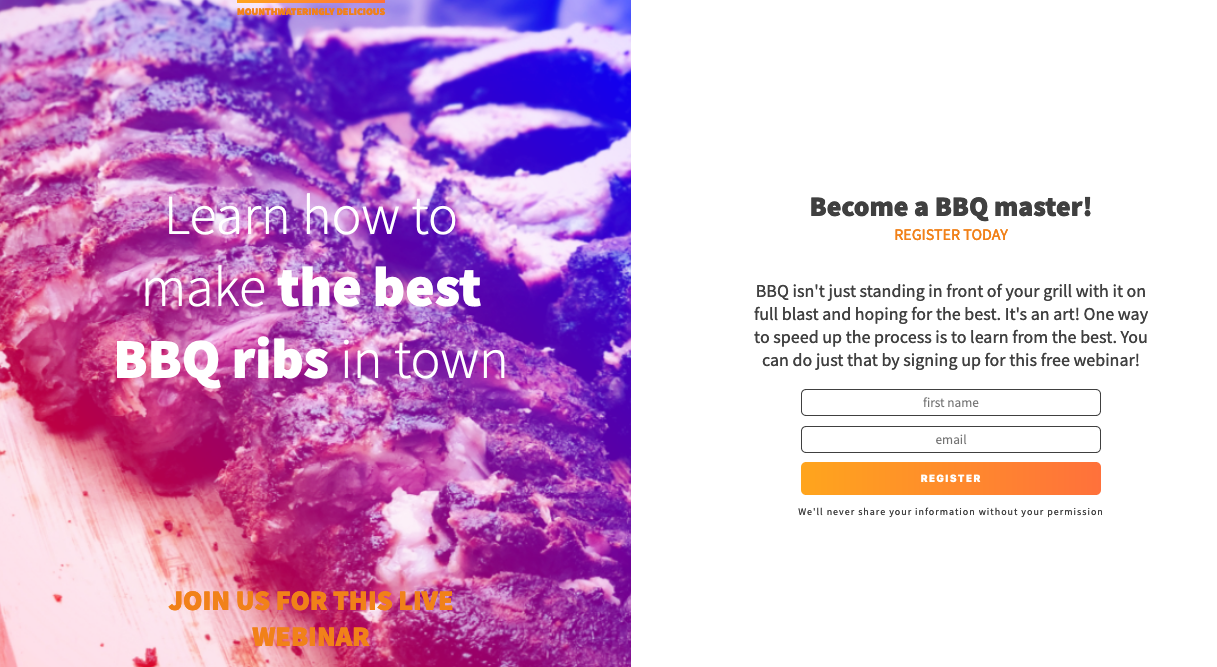 MOUHTHWATERINGLY DELICIOUS
Learn how to
make the best
BBQ ribs in town
JOIN US FOR THIS LIVE
WEBINAR
Become a BBQ master!
REGISTER TODAY
BBQ isn't just standing in front of your grill with it on
full blast and hoping for the best. It's an art! One way
to speed up the process is to learn from the best. You
can do just that by signing up for this free webinar!
first name
email
REGISTER
We'll never share your information without your permission